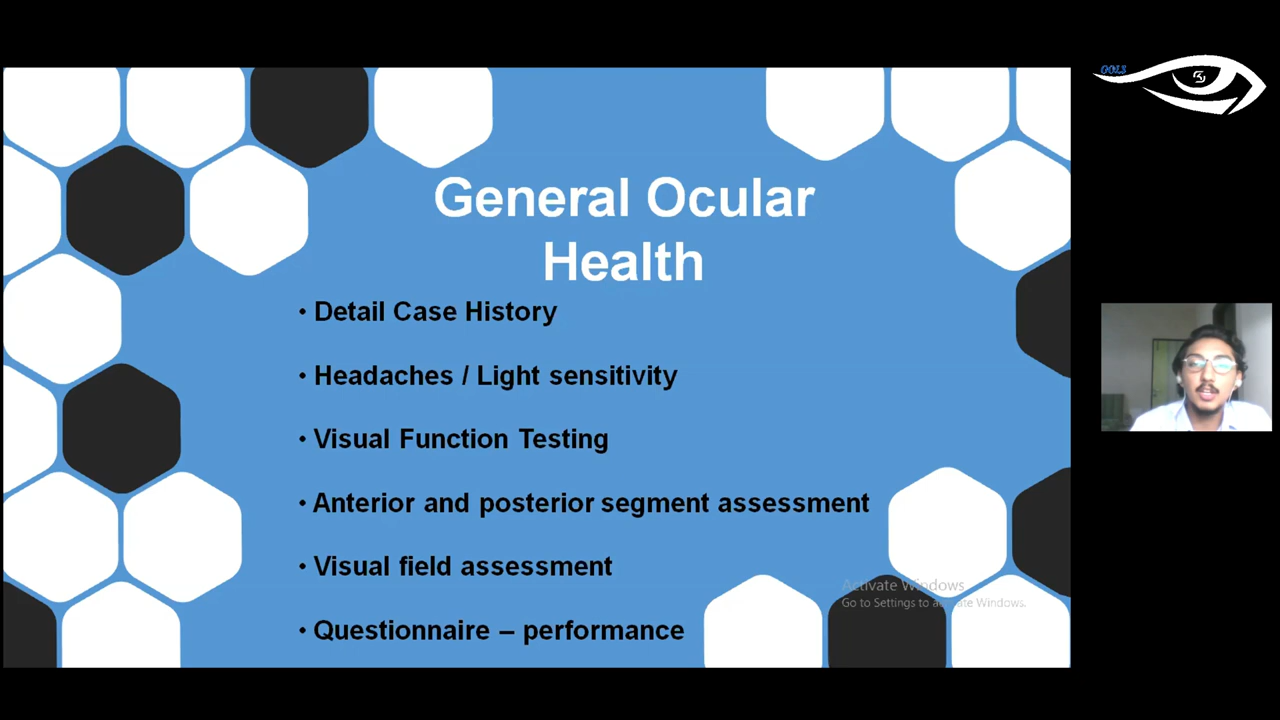 GOLS
General Ocular
Health
• Detail Case History
• Headaches / Light sensitivity
• Visual Function Testing
• Anterior and posterior segment assessment
• Visual field assessment
Activate Windows
Go to Settings to activate Windows.
• Questionnaire – performance